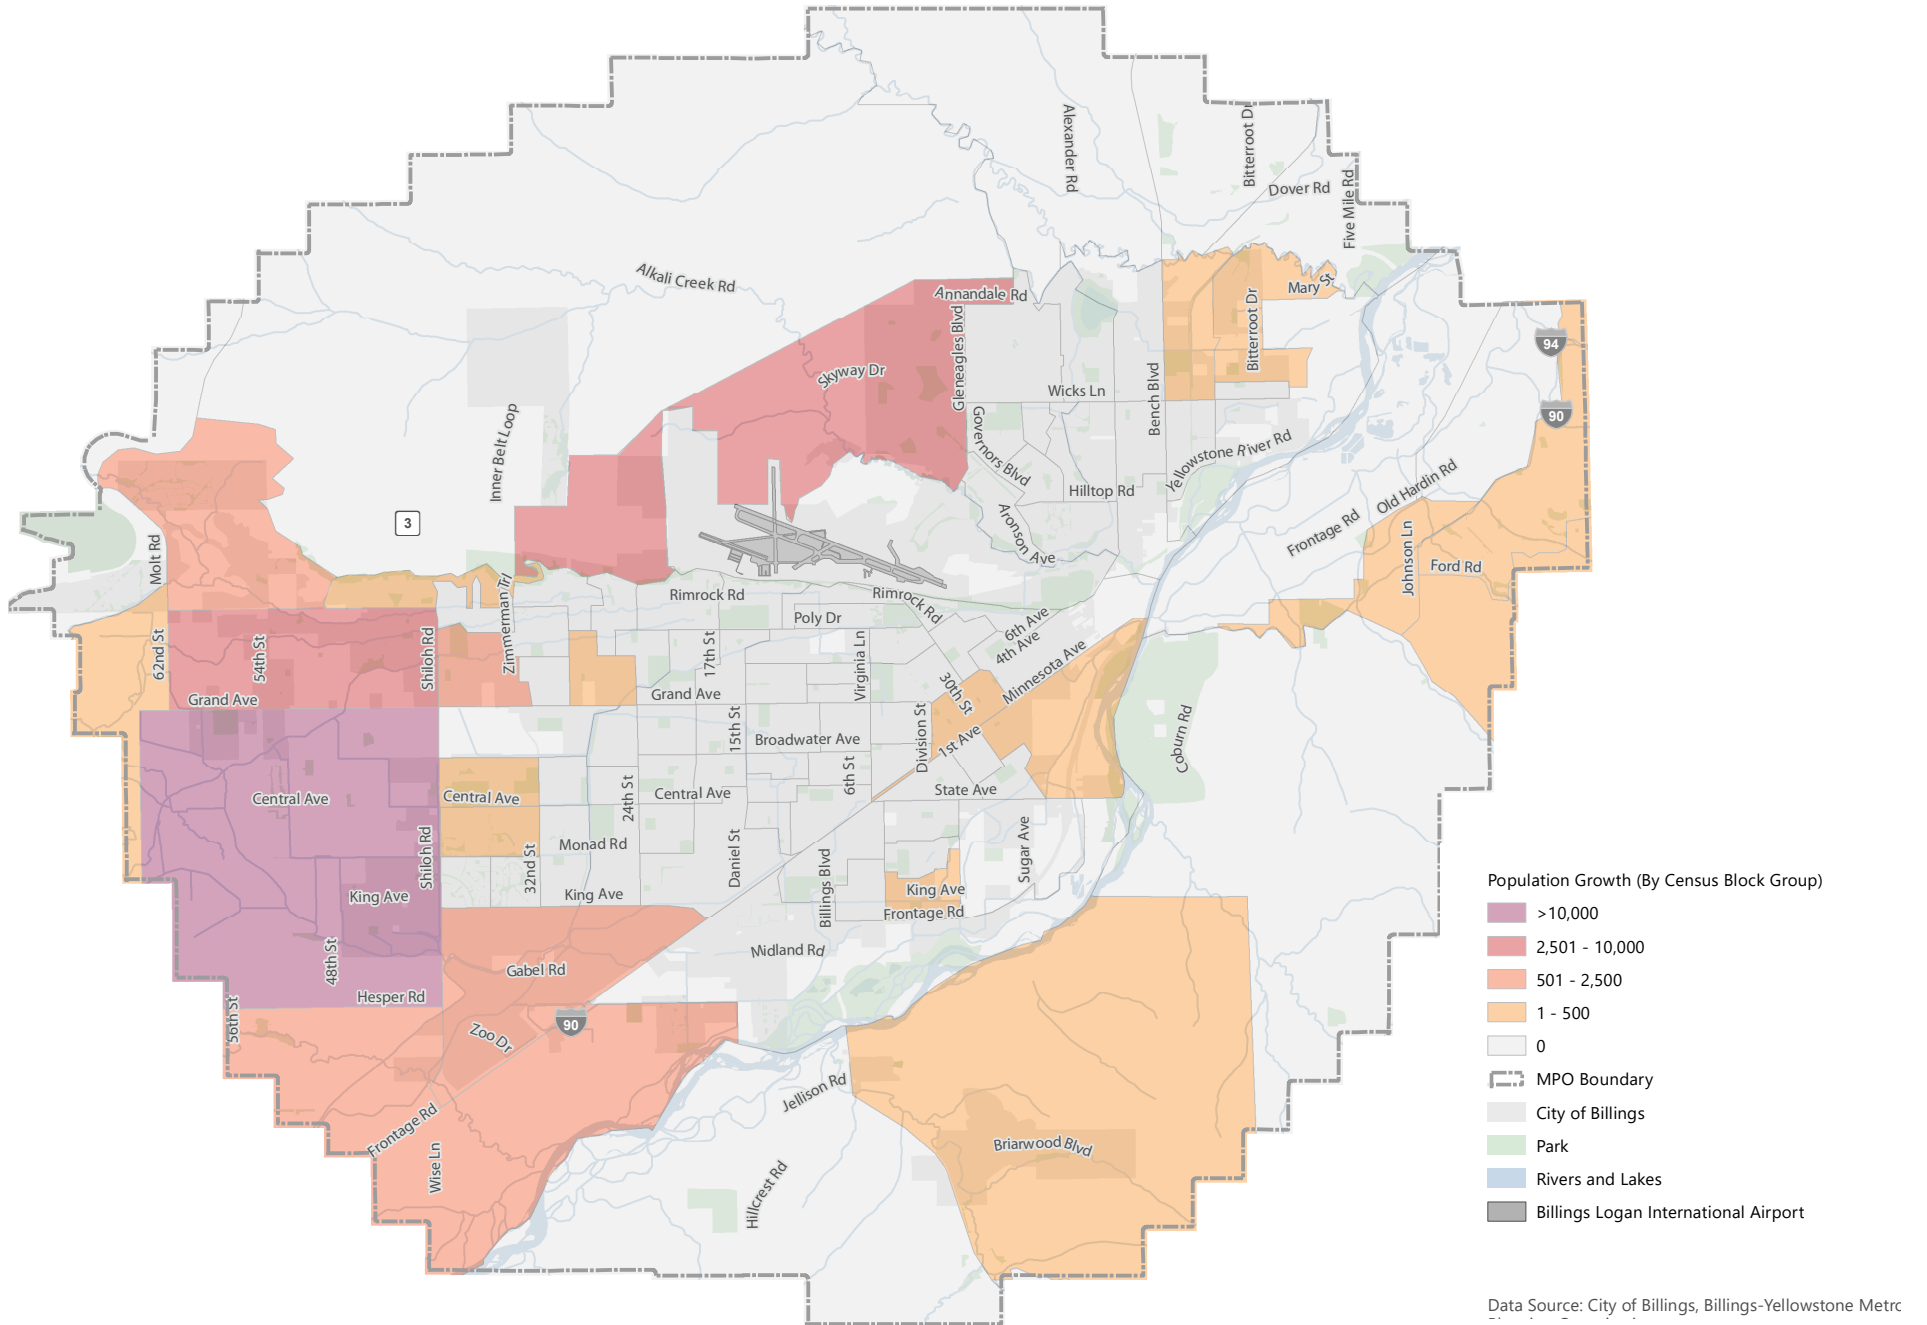 Alexander Rd
Bitterroot Dr
Dover Rd
Five Mile Rd
Alkali Creek Rd
Annandale Rd
Mary St
Gleneagles Blvd
Bitterroot Dr
94
Skyway Dr
Wicks Ln
Bench Blvd
90
Inner Belt Loop
Governors Blvd
Yellowstone River Rd
Hilltop Rd
Old Hardin Rd
3
Aronson Ave
Frontage Rd
Johnson Ln
Ford Rd
Molt Rd
Zimmerman Trl
Rimrock Rd
Rimrock Rd
Poly Dr
6th Ave
4th Ave
62nd St
54th St
Shiloh Rd
17th St
Virginia Ln
Minnesota Ave
Grand Ave
Grand Ave
30th St
15th St
Broadwater Ave
Division St
1st Ave
Coburn Rd
Central Ave
Central Ave
24th St
Central Ave
6th St
State Ave
Shiloh Rd
32nd St
Monad Rd
Daniel St
Sugar Ave
King Ave
King Ave
Billings Blvd
King Ave
Frontage Rd
48th St
Gabel Rd
Midland Rd
Hesper Rd
56th St
Zoo Dr
90
Jellison Rd
Frontage Rd
Wise Ln
Briarwood Blvd
Hillcrest Rd
Population Growth (By Census Block Group)
>10,000
2,501 - 10,000
501 - 2,500
1 - 500
0
MPO Boundary
City of Billings
Park
Rivers and Lakes
Billings Logan International Airport
Data Source: City of Billings, Billings-Yellowstone Metro